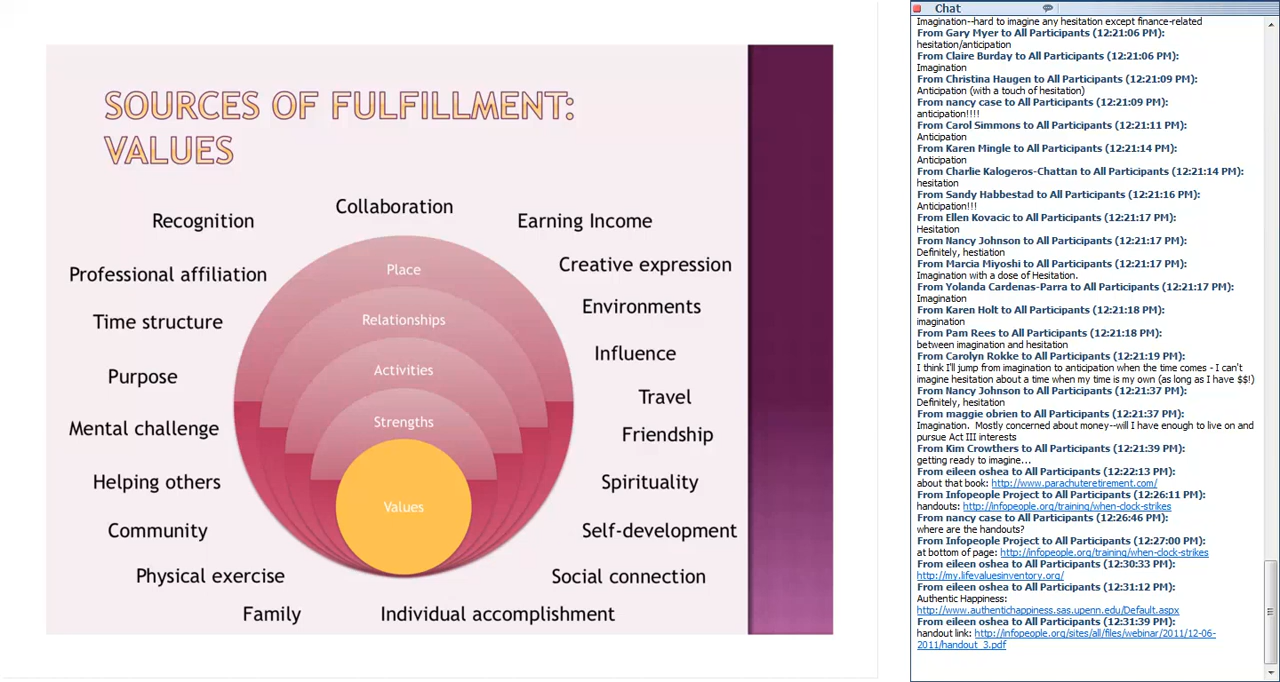 SOURCES OF FULFILLMENT:
VALUES
Recognition
Collaboration
Earning Income
Professional affiliation
Place
Creative expression
Time structure
Relationships
Environments
Purpose
Activities
Influence
Travel
Mental challenge
Strengths
Friendship
Helping others
Values
Spirituality
Community
Self-development
Physical exercise
Social connection
Family
Individual accomplishment
Chat
Imagination--hard to imagine any hesitation except finance-related
From Gary Myer to All Participants (12:21:06 PM):
hesitation/anticipation
From Claire Burday to All Participants (12:21:06 PM):
Imagination
From Christina Haugen to All Participants (12:21:09 PM):
Anticipation (with a touch of hesitation)
From nancy case to All Participants (12:21:09 PM):
anticipation!!!!
From Carol Simmons to All Participants (12:21:11 PM):
Anticipation
From Karen Mingle to All Participants (12:21:14 PM):
Anticipation
From Charlie Kalogeros-Chattan to All Participants (12:21:14 PM):
hesitation
From Sandy Habbestad to All Participants (12:21:16 PM):
Anticipation!!!
From Ellen Kovacic to All Participants (12:21:17 PM):
Hesitation
From Nancy Johnson to All Participants (12:21:17 PM):
Definitely, hestiation
From Marcia Miyoshi to All Participants (12:21:17 PM):
Imagination with a dose of Hesitation.
From Yolanda Cardenas-Parra to All Participants (12:21:17 PM):
Imagination
From Karen Holt to All Participants (12:21:18 PM):
imagination
From Pam Rees to All Participants (12:21:18 PM):
between imagination and hesitation
From Carolyn Rokke to All Participants (12:21:19 PM):
I think I'll jump from imagination to anticipation when the time comes - I can't
imagine hesitation about a time when my time is my own (as long as I have $$!)
From Nancy Johnson to All Participants (12:21:37 PM):
Definitely, hesitation
From maggie obrien to All Participants (12:21:37 PM):
Imagination. Mostly concerned about money--will I have enough to live on and
pursue Act III interests
From Kim Crowthers to All Participants (12:21:39 PM):
getting ready to imagine...
From eileen oshea to All Participants (12:22:13 PM):
about that book: http://www.parachuteretirement.com/
From Infopeople Project to All Participants (12:26:11 PM):
handouts: http://infopeople.org/training/when-clock-strikes
From nancy case to All Participants (12:26:46 PM):
where are the handouts?
From Infopeople Project to All Participants (12:27:00 PM):
at bottom of page: http://infopeople.org/training/when-clock-strikes
From eileen oshea to All Participants (12:30:33 PM):
http://my.lifevaluesinventory.org/
From eileen oshea to All Participants (12:31:12 PM):
Authentic Happiness:
http://www.authentichappiness.sas.upenn.edu/Default.aspx
From eileen oshea to All Participants (12:31:39 PM):
handout link: http://infopeople.org/sites/all/files/webinar/2011/12-06-
2011/handout_3.pdf